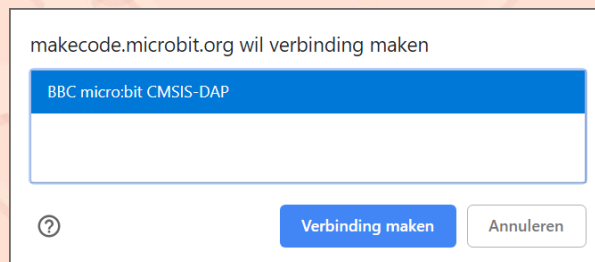 makecode.microbit.org wil verbinding maken
BBC micro:bit CMSIS-DAP
Verbinding maken
Annuleren